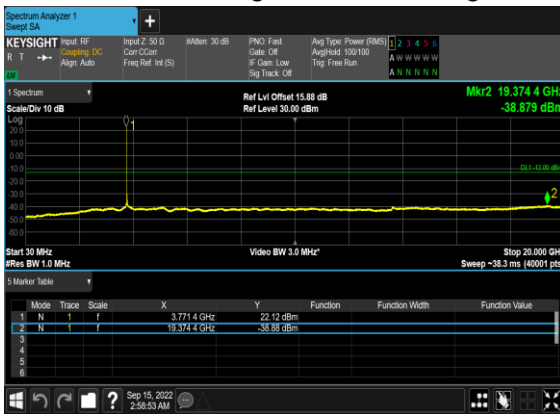 Spectrum Analyzer 1
Swept SA
KEYSIGHT Input: RF Input Z: 50 Ω #Atten: 30 dB PNO: Fast Avg Type: Power (RMS) 1 2 3 4 5 6
R T Coupling: DC Corr CCorr Gate: Off Avg|Hold: 100/100 A W W W W W
Align: Auto Freq Ref: Int (S) IF Gain: Low Trig: Free Run
Sig Track: Off A N N N N N
1 Spectrum
Ref Lvl Offset 15.88 dB Mkr2 19.374 4 GHz
Scale/Div 10 dB Ref Level 30.00 dBm -38.879 dBm
Log
20.0 1
10.0
0.00
-10.0 DL1 -13.00 dBm
-20.0
-30.0 2
-40.0
-50.0
-60.0
Start 30 MHz Video BW 3.0 MHz* Stop 20.000 GH
#Res BW 1.0 MHz Sweep ~38.3 ms (40001 pts
5 Marker Table
Mode Trace Scale X Y Function Function Width Function Value
1 N 1 f 3.771 4 GHz 22.12 dBm
2 N 1 f 19.374 4 GHz -38.88 dBm
3
4
5
6
? Sep 15, 2022
2:58:53 AM